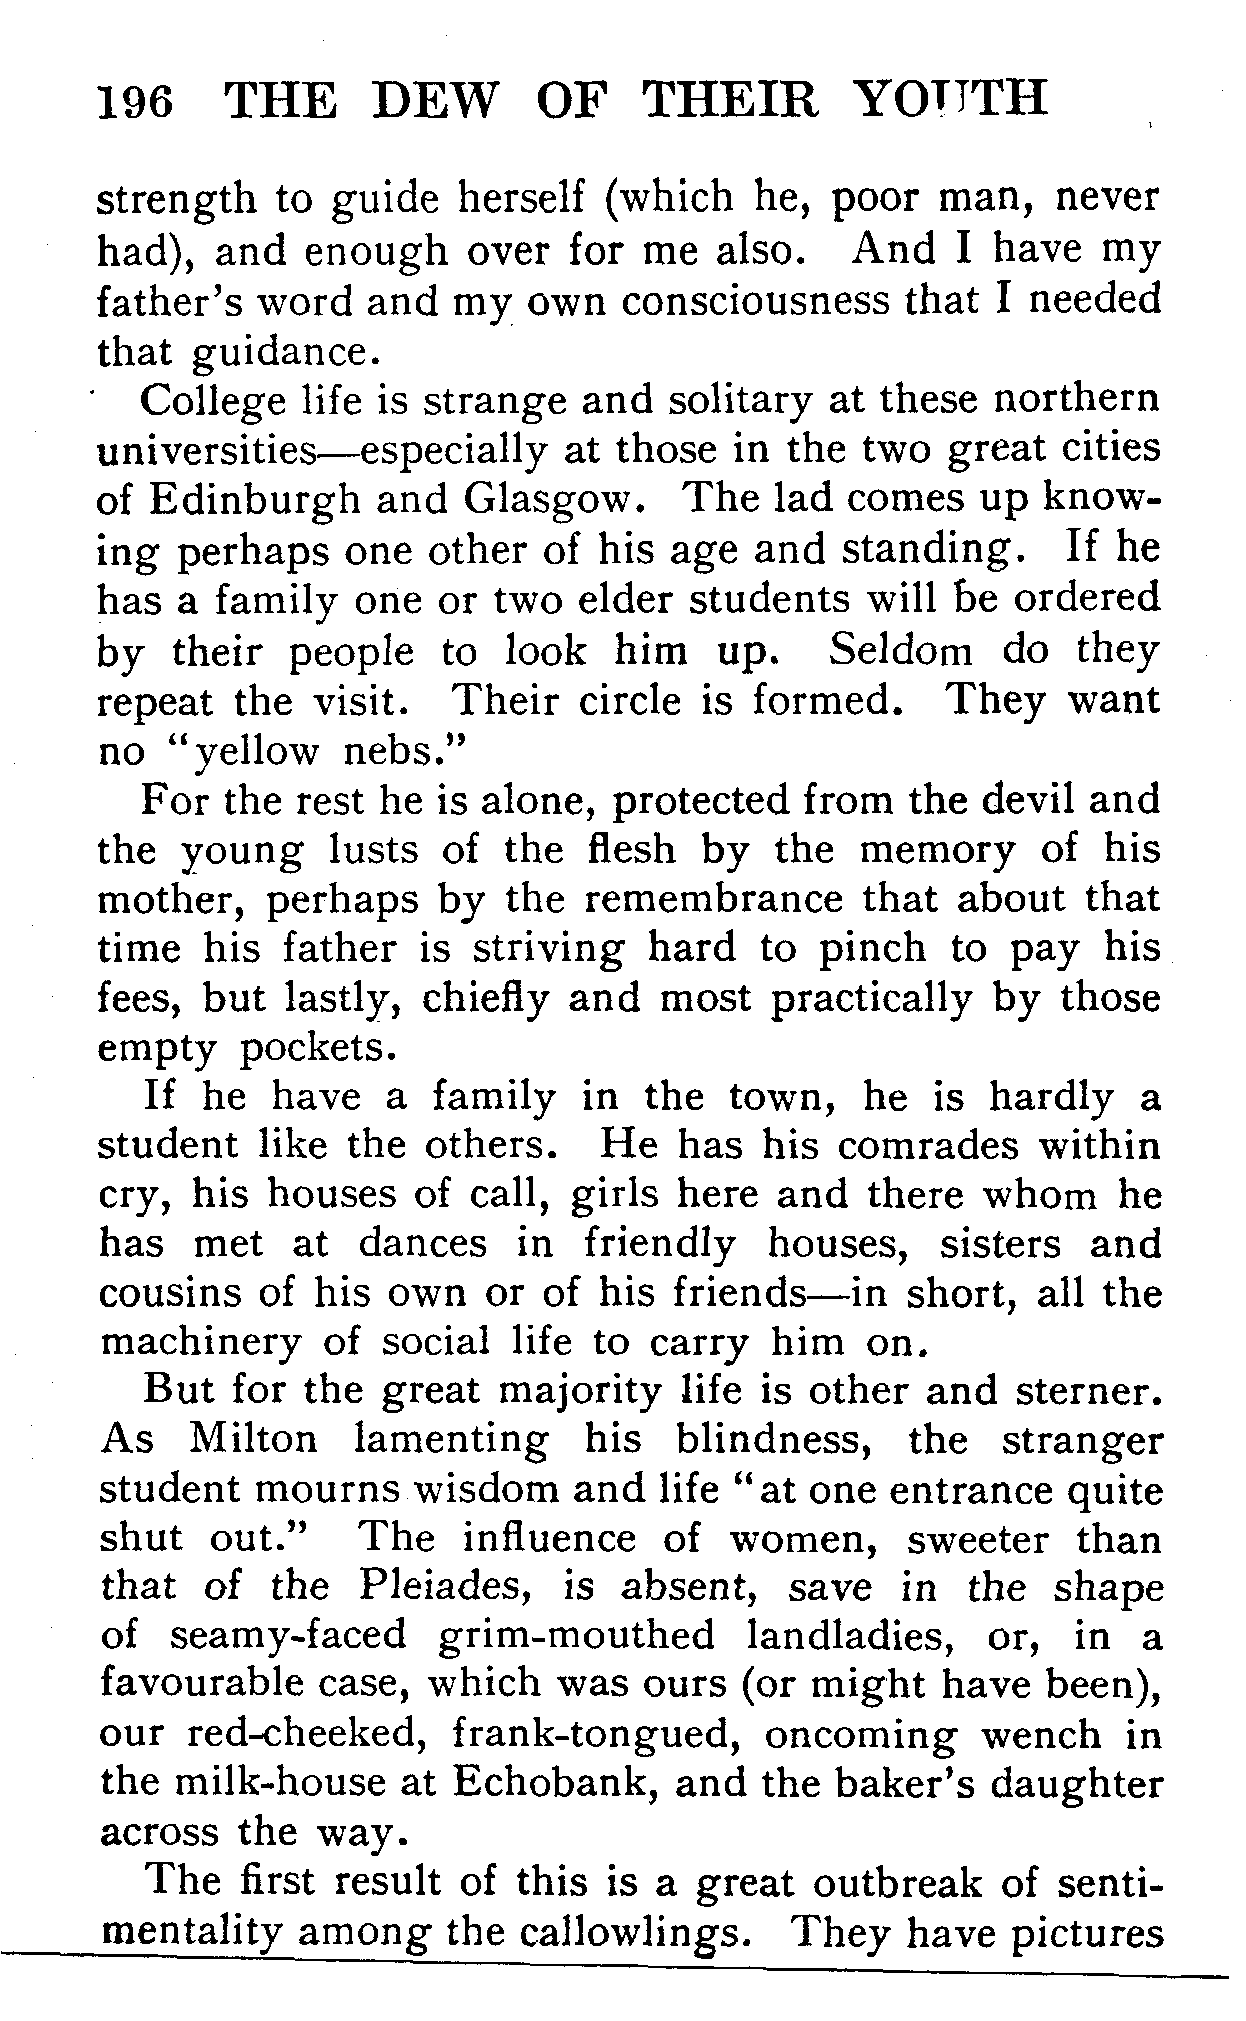 196 THE DEW OF THEIR YOUTH
strength to guide herself (which he, poor man, never
had), and enough over for me also. And I have my
father's word and my own consciousness that I needed
that guidance.
College life is strange and solitary at these northern
universities—especially at those in the two great cities
of Edinburgh and Glasgow. The lad comes up know-
ing perhaps one other of his age and standing. If he
has a family one or two elder students will be ordered
by their people to look him up. Seldom do they
repeat the visit. Their circle is formed. They want
no "yellow nebs."
For the rest he is alone, protected from the devil and
the young lusts of the flesh by the memory of his
mother, perhaps by the remembrance that about that
time his father is striving hard to pinch to pay his
fees, but lastly, chiefly and most practically by those
empty pockets.
If he have a family in the town, he is hardly a
student like the others. He has his comrades within
cry, his houses of call, girls here and there whom he
has met at dances in friendly houses, sisters and
cousins of his own or of his friends—in short, all the
machinery of social life to carry him on.
But for the great majority life is other and sterner.
As Milton lamenting his blindness, the stranger
student mourns wisdom and life "at one entrance quite
shut out." The influence of women, sweeter than
that of the Pleiades, is absent, save in the shape
of seamy-faced grim-mouthed landladies, or, in a
favourable case, which was ours (or might have been),
our red-cheeked, frank-tongued, oncoming wench in
the milk-house at Echobank, and the baker's daughter
across the way.
The first result of this is a great outbreak of senti-
mentality among the callowlings. They have pictures